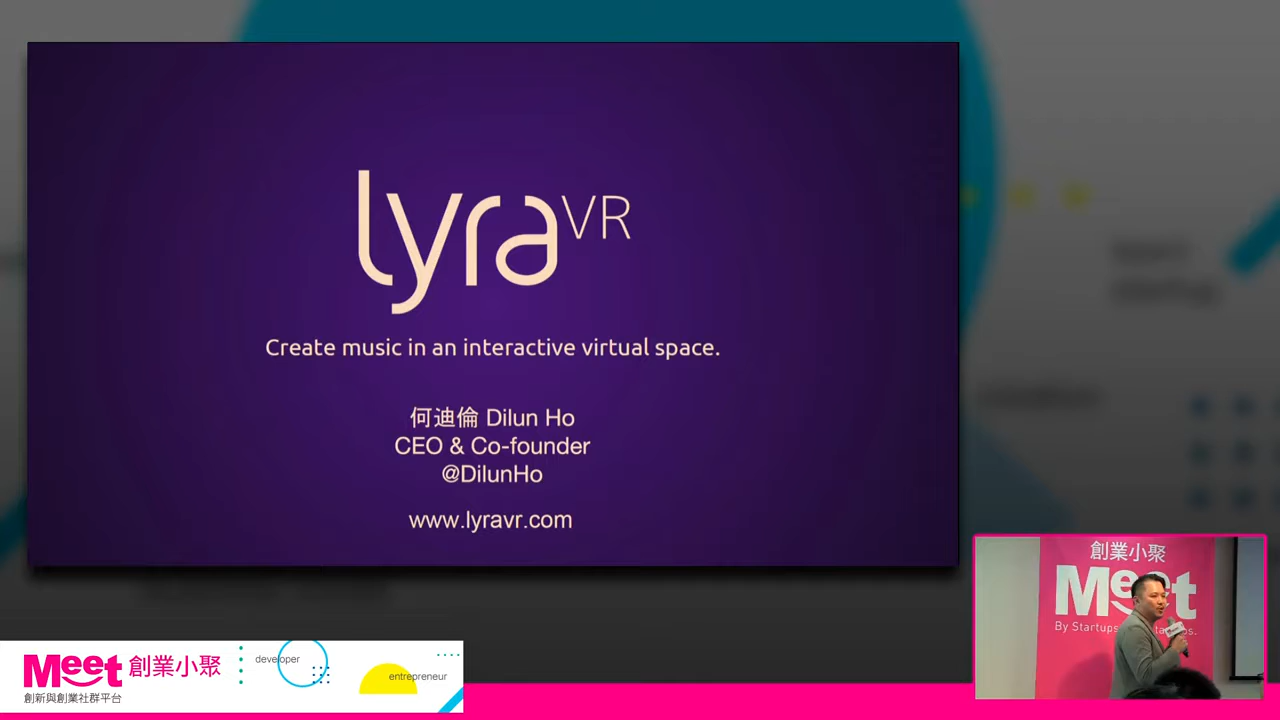 lyra VR
Create music in an interactive virtual space.
何迪倫 Dilun Ho
CEO & Co-founder
@DilunHo
www.lyravr.com
創業小聚
Meet
By Startups
Meet 創業小聚
創新與創業社群平台
developer
entrepreneur